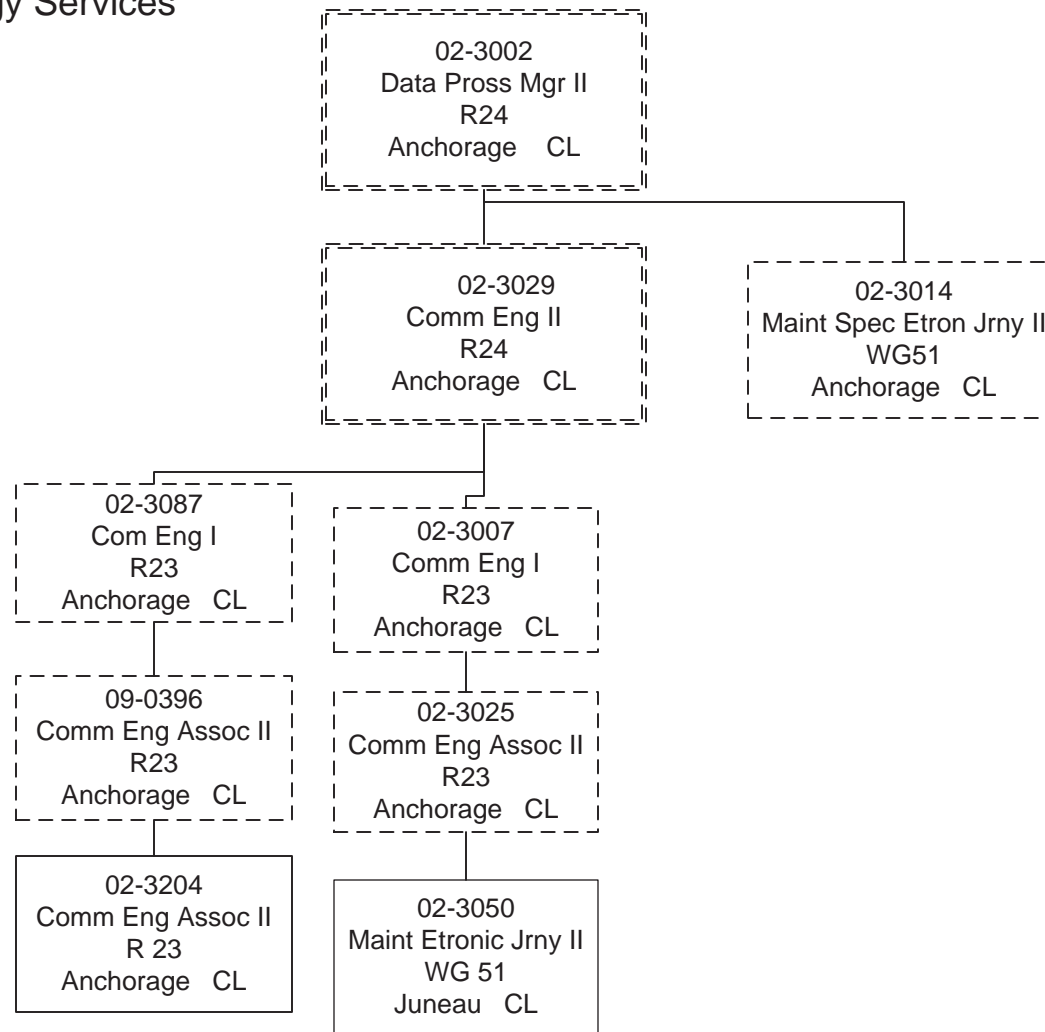 Services
02-3002
Data Pross Mgr II
R24
Anchorage CL
02-3029
Comm Eng II
R24
Anchorage CL
02-3014
Maint Spec Etron Jrny II
WG51
Anchorage CL
02-3087
Com Eng I
R23
Anchorage CL
02-3007
Comm Eng I
R23
Anchorage CL
09-0396
Comm Eng Assoc II
R23
Anchorage CL
02-3025
Comm Eng Assoc II
R23
Anchorage CL
02-3204
Comm Eng Assoc II
R 23
Anchorage CL
02-3050
Maint Etronic Jrny II
WG 51
Juneau CL